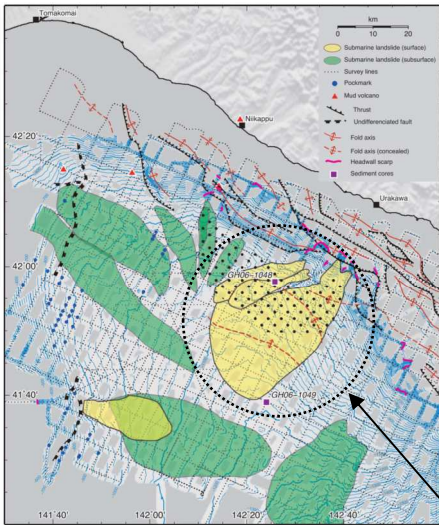 Tomakomai
km
0 10 20
Submarine landslide (surface)
Submarine landslide (subsurface)
Survey lines
Pockmark
Mud volcano
Thrust
Undifferenciated fault
Fold axis
Fold axis (concealed)
Headwall scarp
Sediment cores
Niikappu
42°20'
Urakawa
42°00'
GH06-1048
41°40'
GH06-1049
141°40' 142°00' 142°20' 142°40'